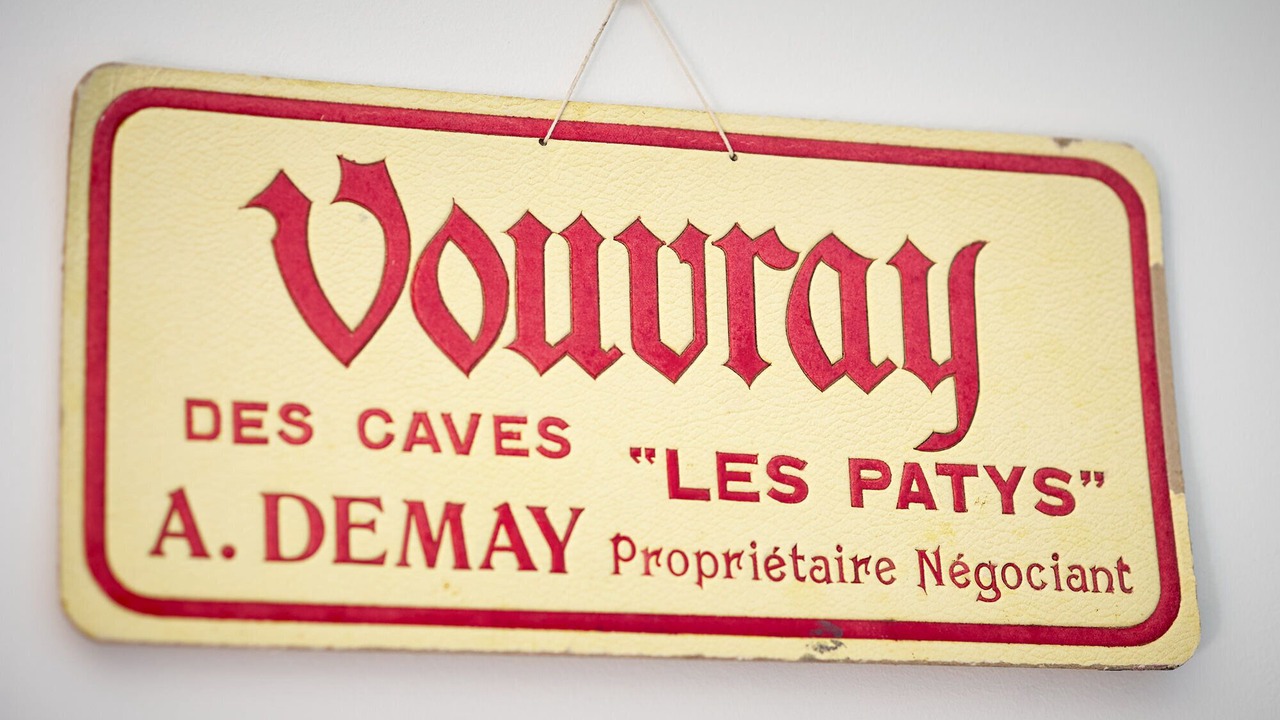 Vouvray
DES CAVES "LES PATYS"
A. DEMAY Propriétaire Négociant